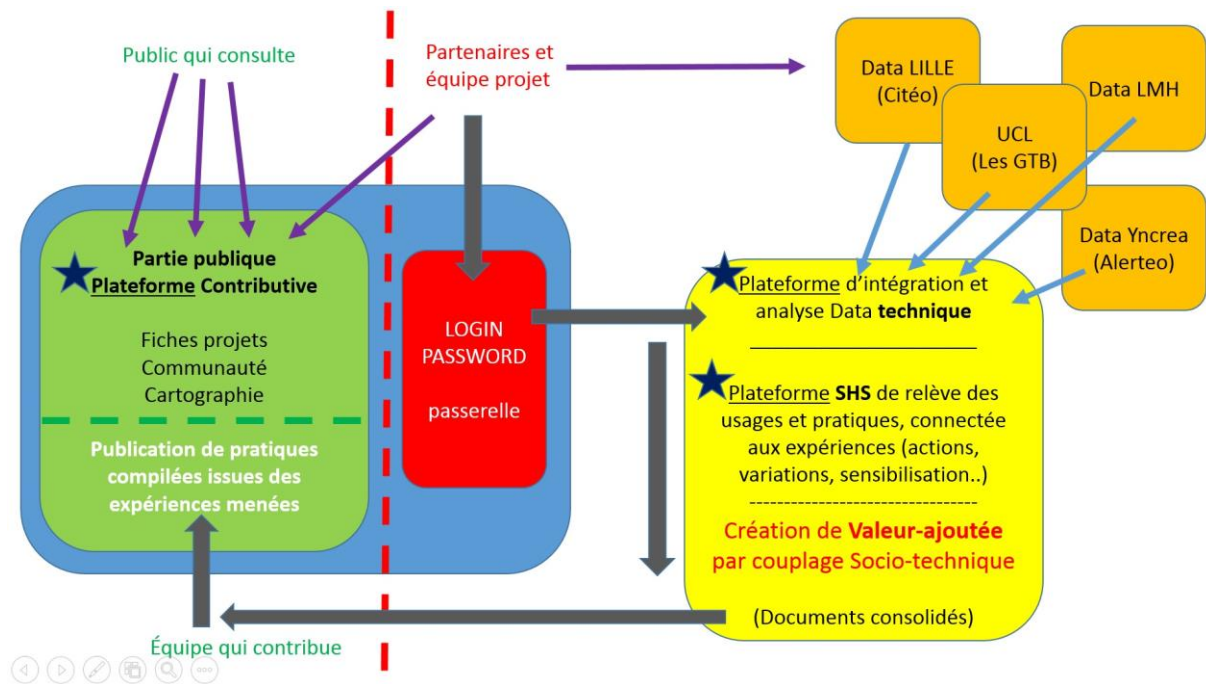 Public qui consulte
Partenaires et
équipe projet
Data LILLE
(Citéo)
Data LMH
UCL
(Les GTB)
Data Yncrea
(Alerteo)
Partie publique
Plateforme Contributive
Fiches projets
Communauté
Cartographie
Publication de pratiques
compilées issues des
expériences menées
LOGIN
PASSWORD
passerelle
Plateforme d’intégration et
analyse Data technique
Plateforme SHS de relève des
usages et pratiques, connectée
aux expériences (actions,
variations, sensibilisation..)
Création de Valeur-ajoutée
par couplage Socio-technique
(Documents consolidés)
Équipe qui contribue